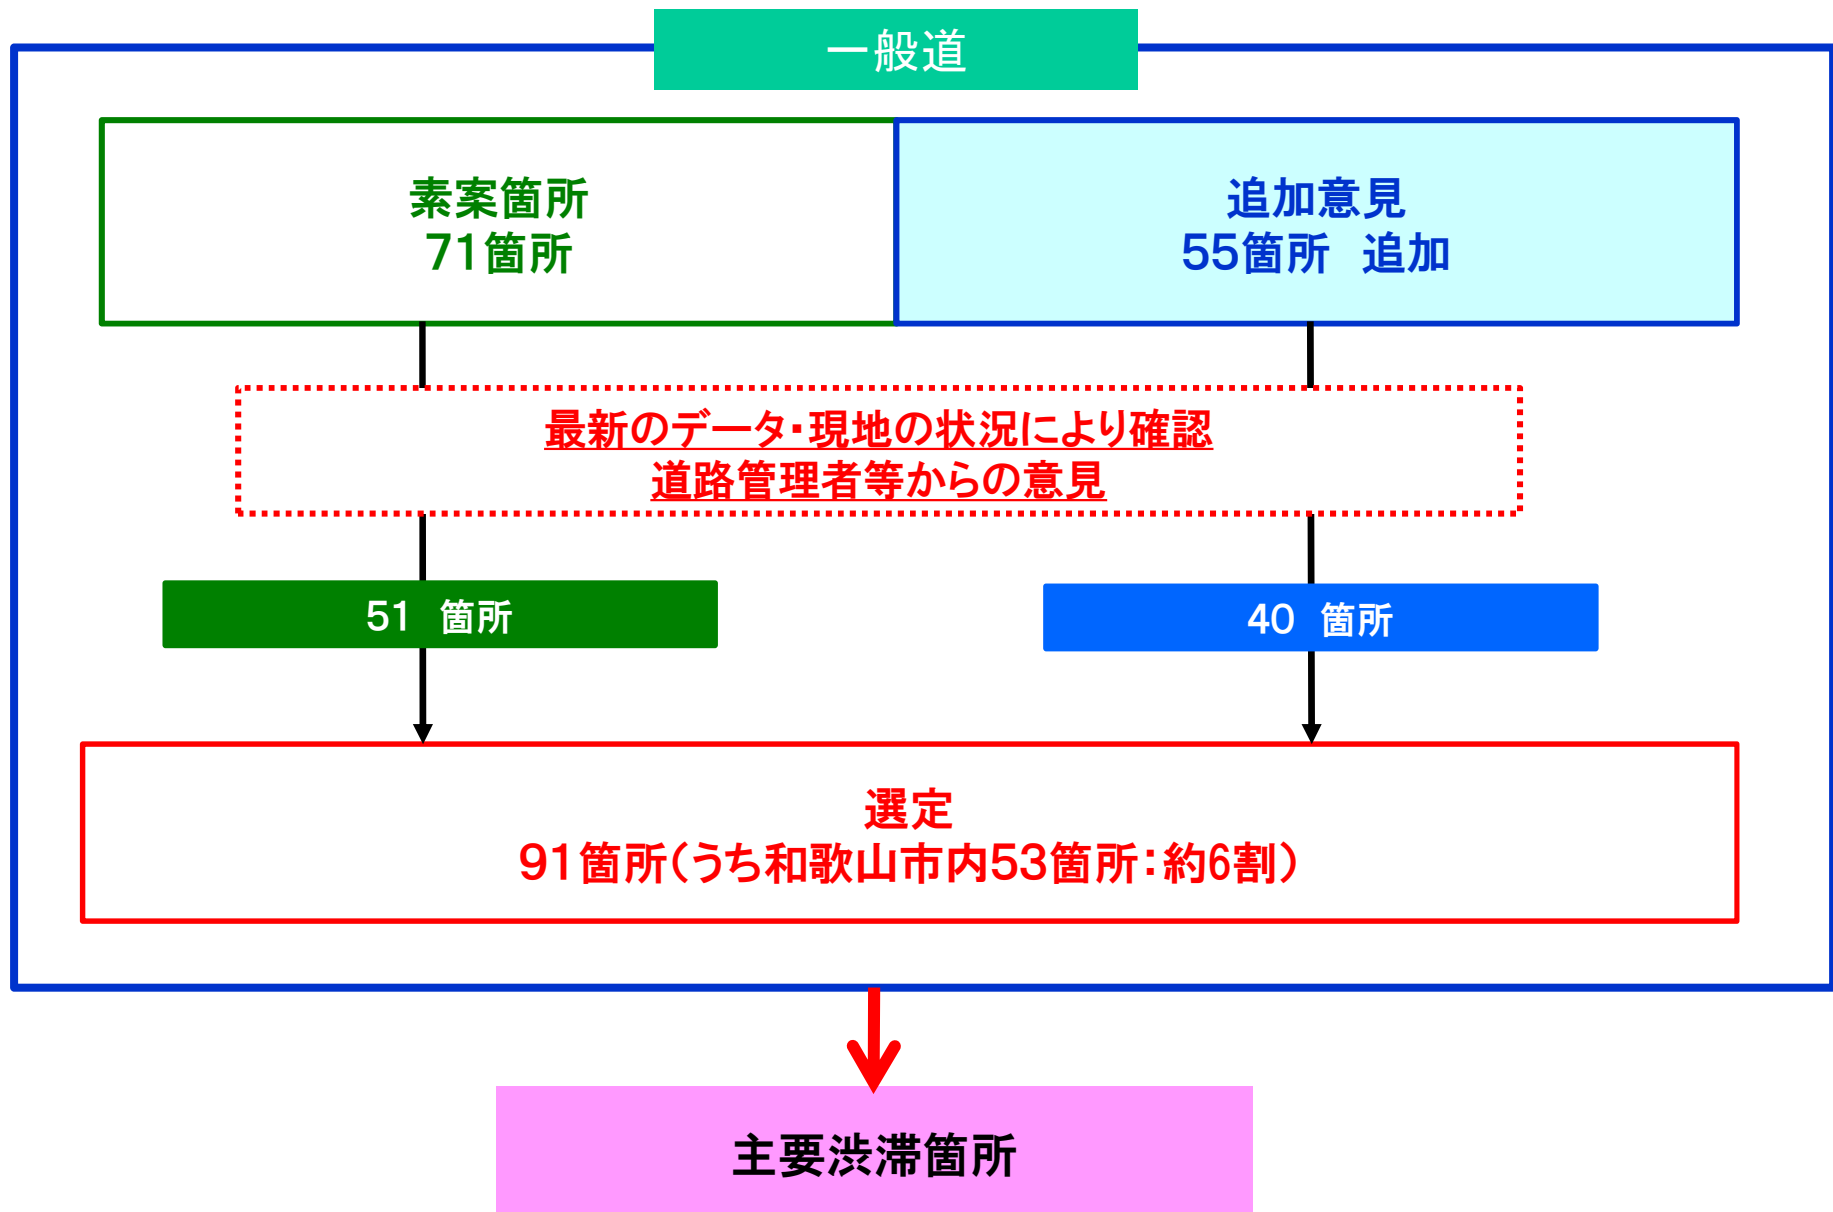 一般道
素案箇所
71箇所
追加意見
55箇所　追加
最新のデータ・現地の状況により確認
道路管理者等からの意見
51　箇所
40　箇所
選定
91箇所(うち和歌山市内53箇所：約6割)
主要渋滞箇所